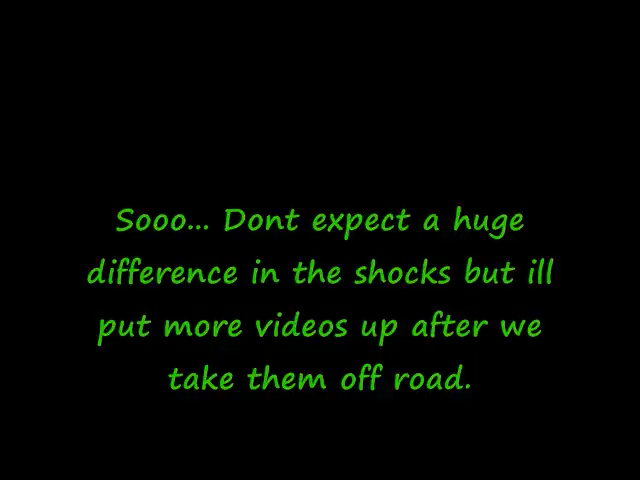 Sooo... Dont expect a huge
difference in the shocks but ill
put more videos up after we
take them off road.